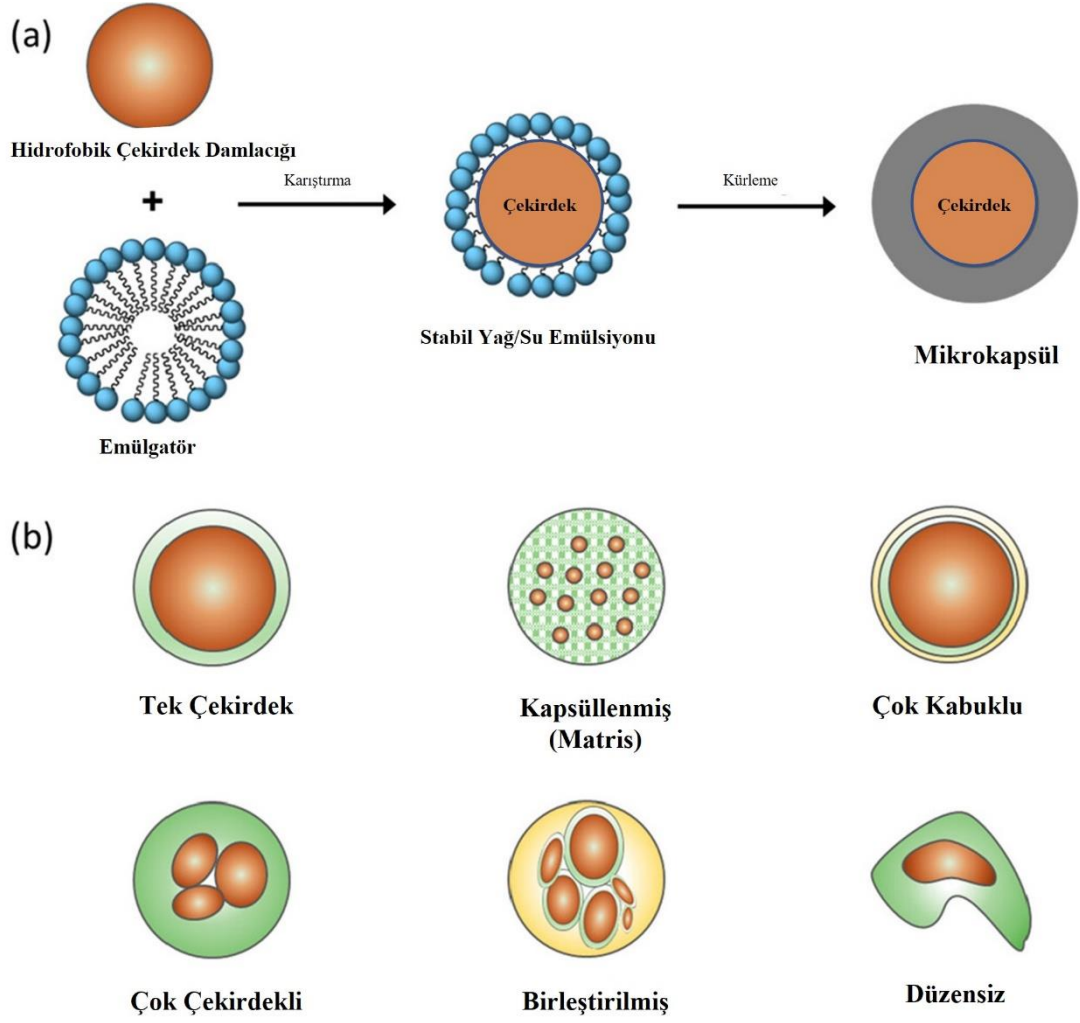 (a)
Hidrofobik Çekirdek Damlacığı
+
Emülgatör
Karıştırma
Çekirdek
Stabil Yağ/Su Emülsiyonu
Kürleme
Çekirdek
Mikrokapsül
(b)
Tek Çekirdek
Kapsüllenmiş
(Matris)
Çok Kabuklu
Çok Çekirdekli
Birleştirilmiş
Düzensiz